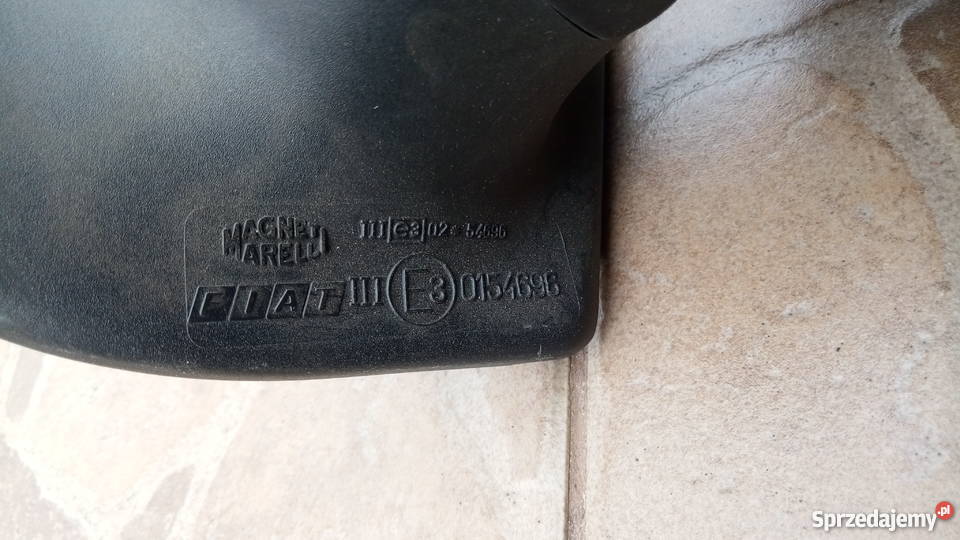 MAGNETI
MARELLI
III e3 02* 54696
FIAT III E3 0154696
Sprzedajemy.pl